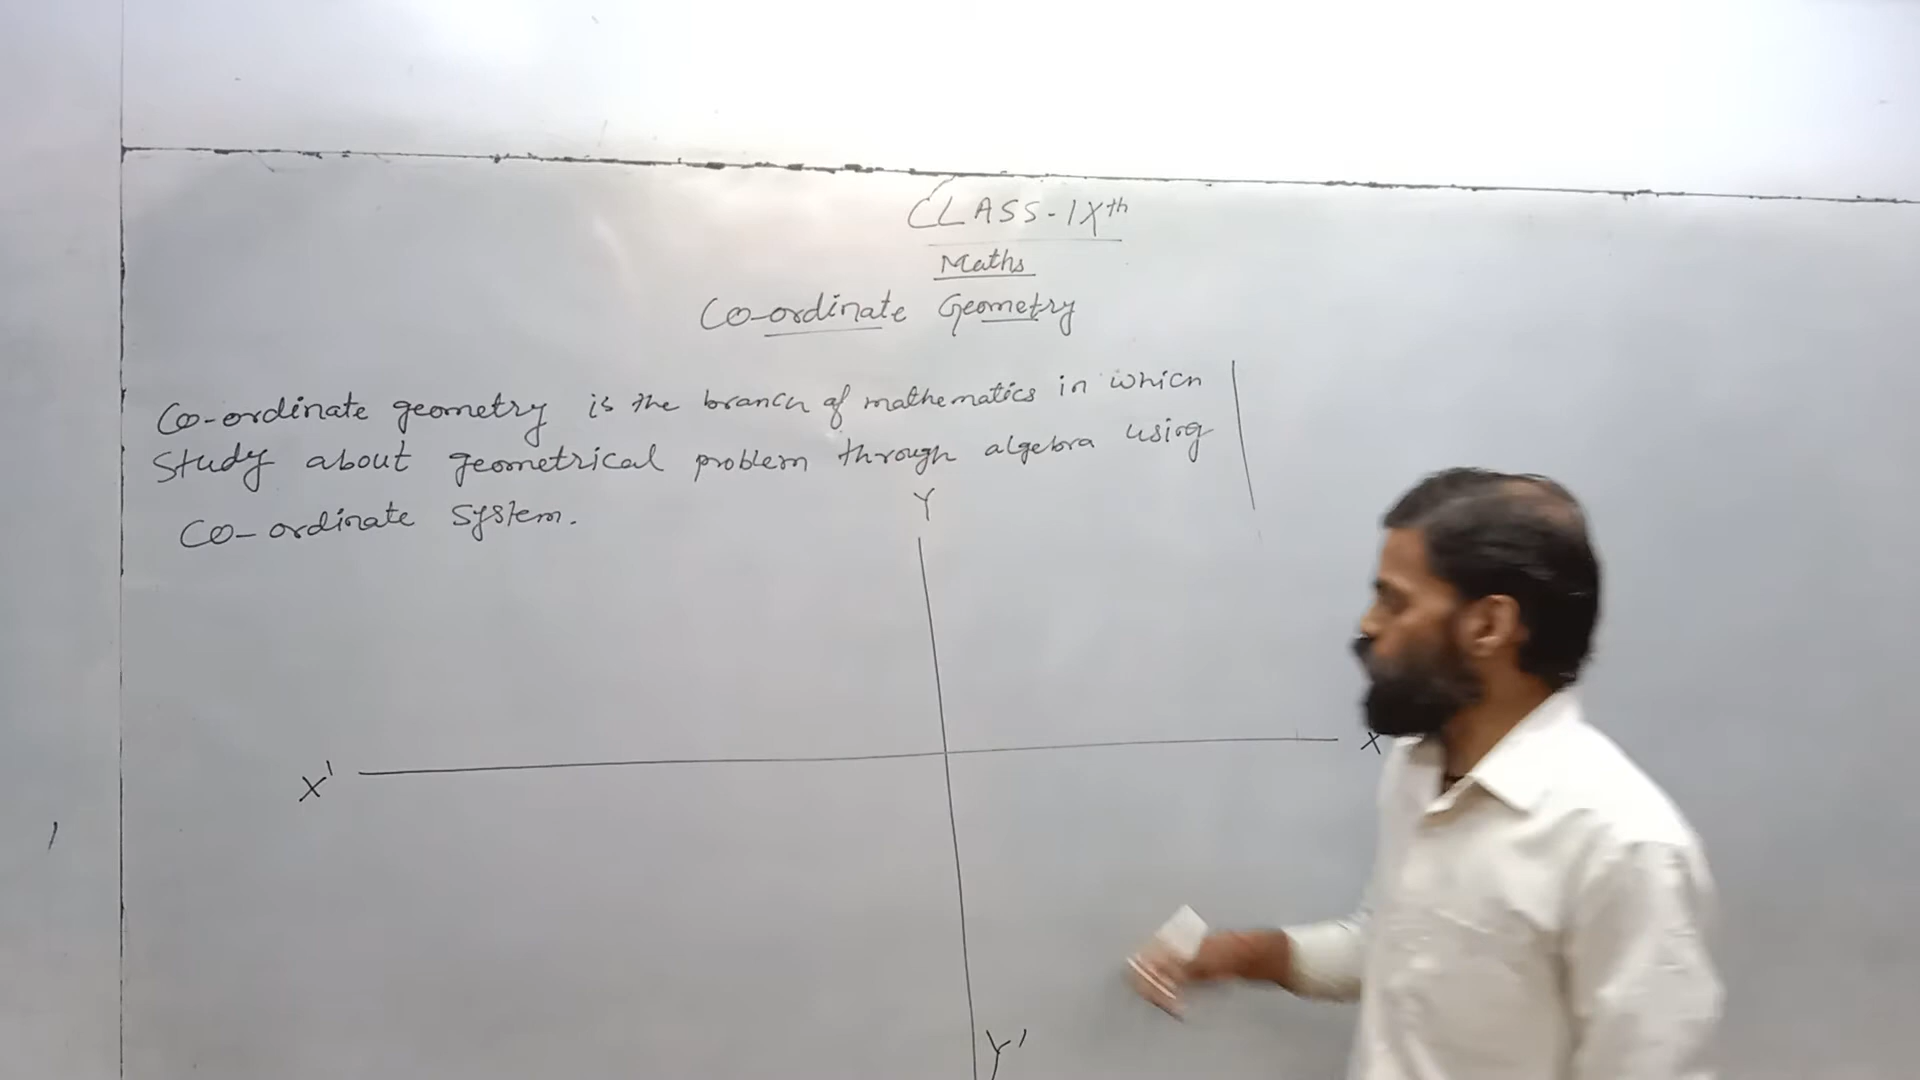 CLASS-IXth
Maths
Co-ordinate Geometry
Co-ordinate geometry is the branch of mathematics in which
study about geometrical problem through algebra using
Co-ordinate system.
Y
X' X
Y'